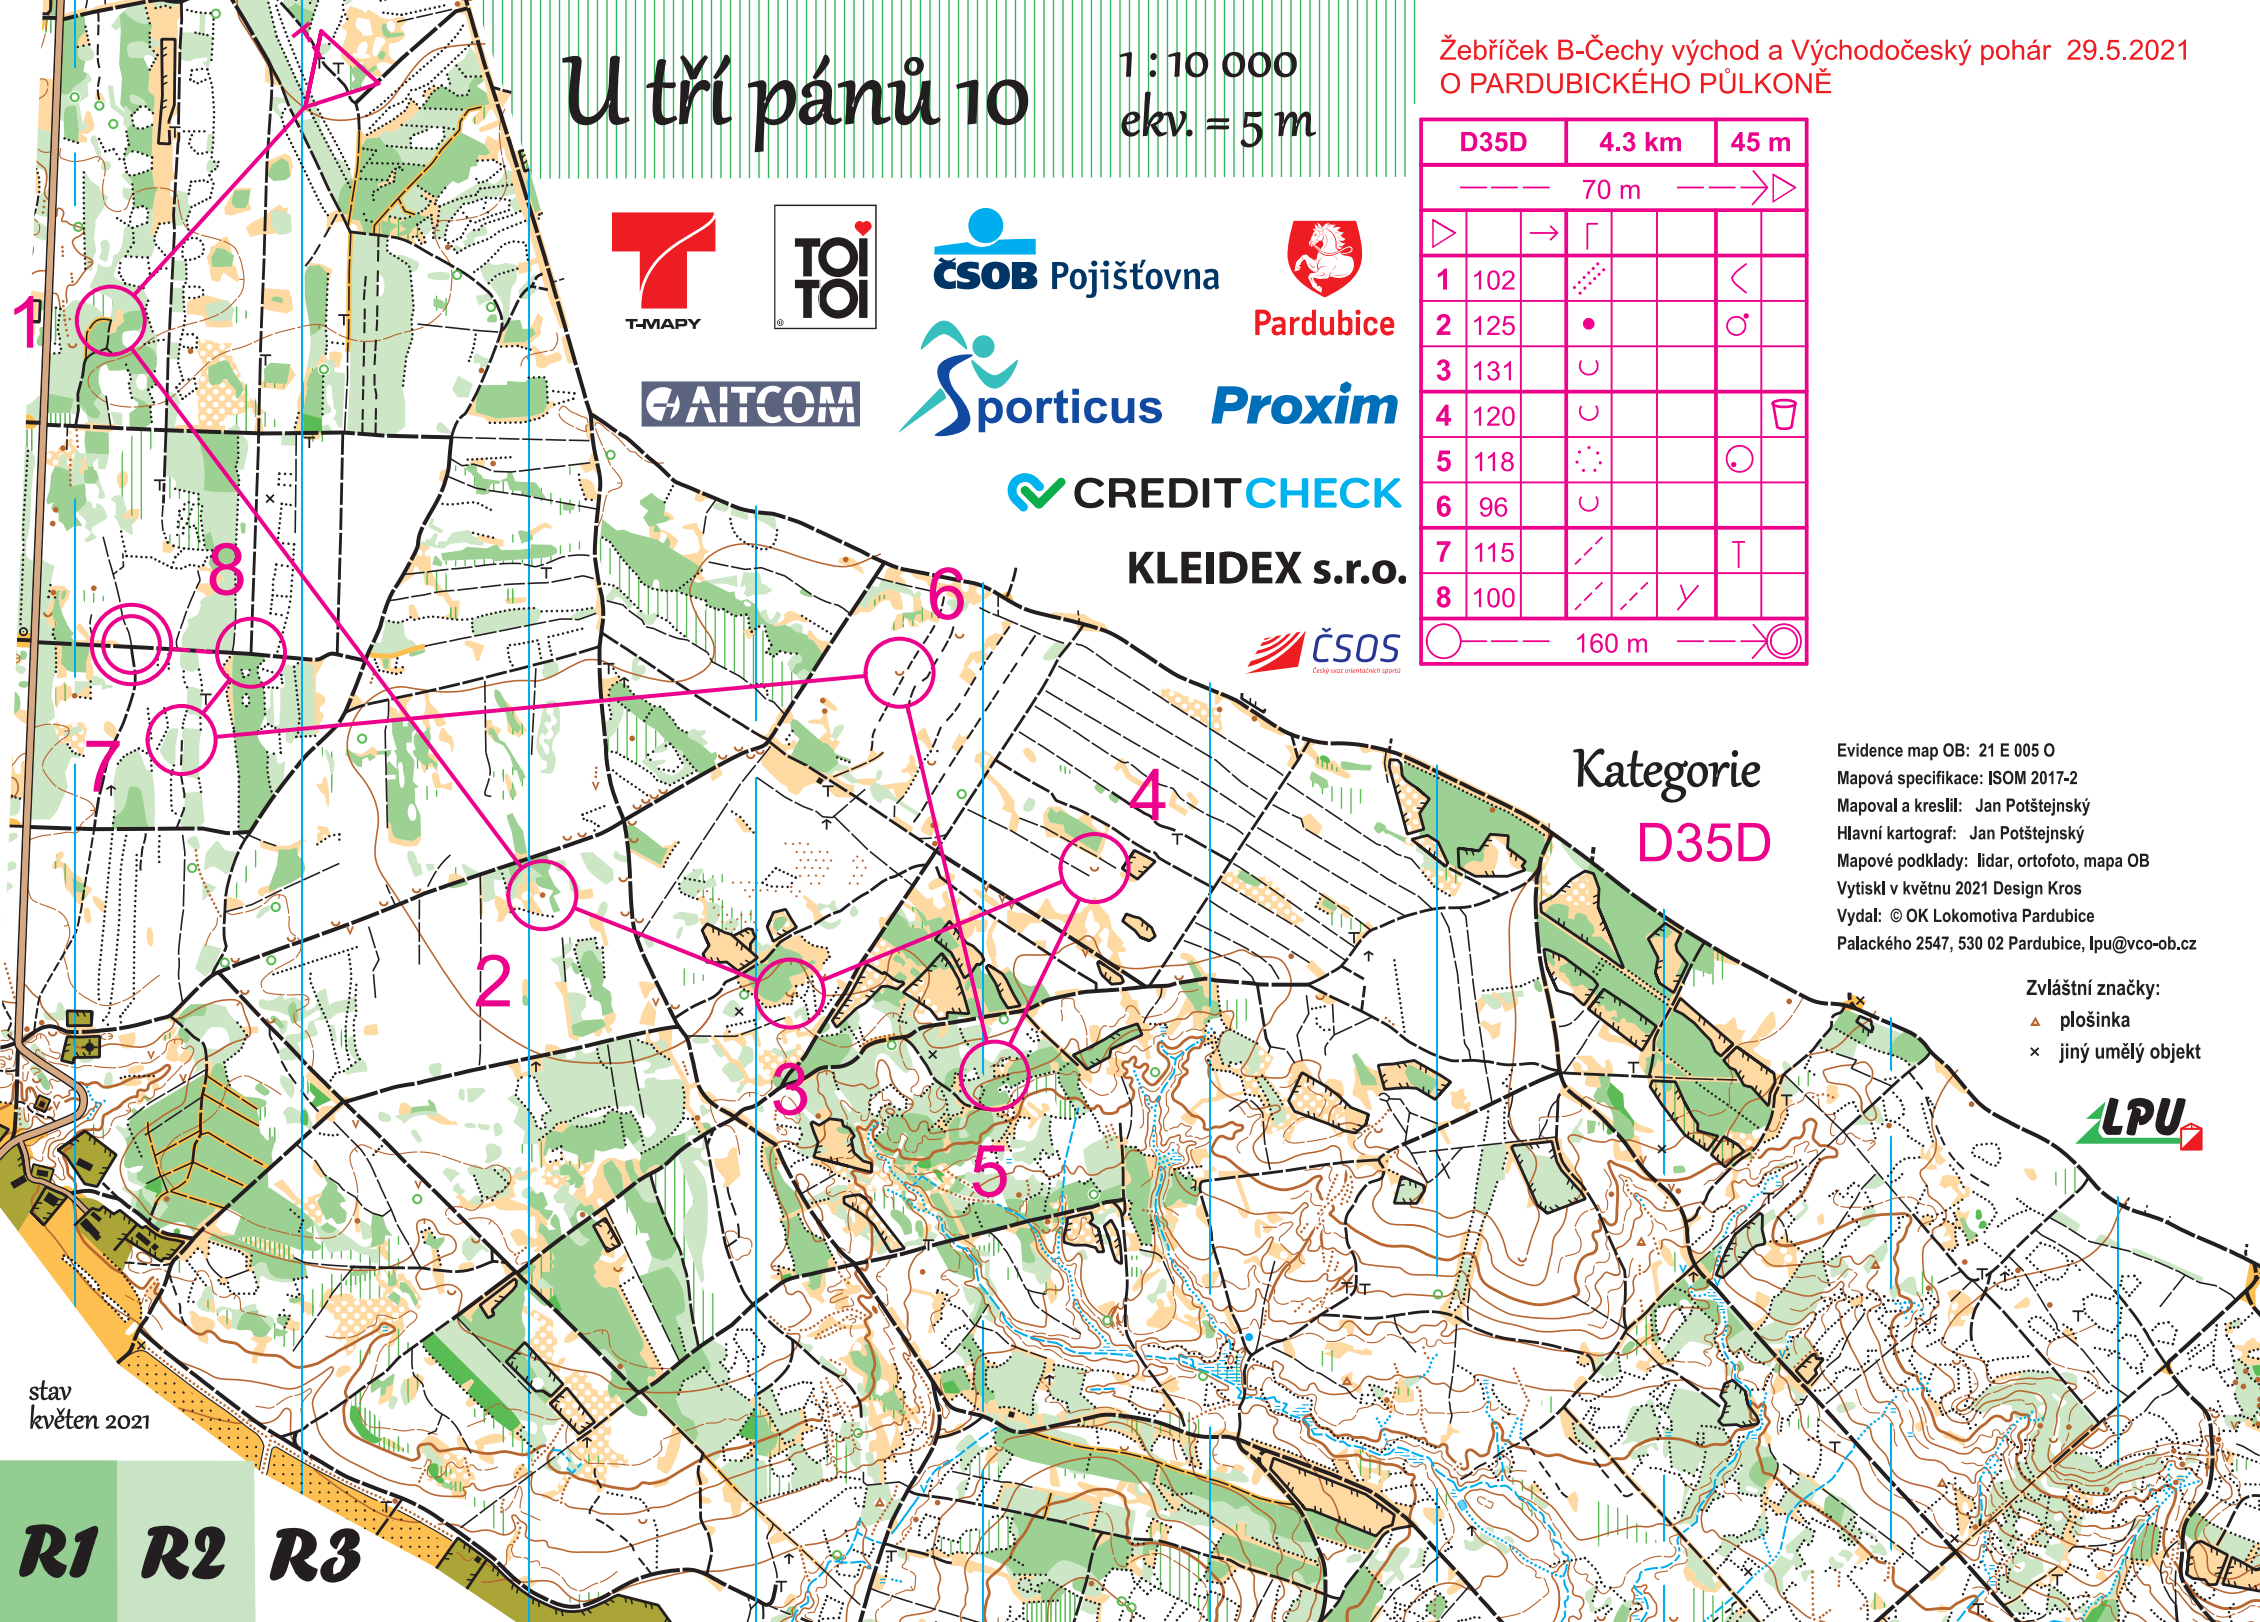 U tří pánů 10
1 : 10 000
ekv. = 5 m
Žebříček B-Čechy východ a Východočeský pohár 29.5.2021
O PARDUBICKÉHO PŮLKONĚ
D35D 4.3 km 45 m
70 m
1 102
2 125
3 131
4 120
5 118
6 96
7 115
8 100
160 m
T-MAPY
TOI
TOI
®
ČSOB Pojišťovna
Pardubice
AITCOM
Sporticus
Proxim
CREDITCHECK
KLEIDEX s.r.o.
ČSOS
Český svaz orientačních sportů
1
8
6
7
4
2
3
5
Kategorie
D35D
Evidence map OB: 21 E 005 O
Mapová specifikace: ISOM 2017-2
Mapoval a kreslil: Jan Potštejnský
Hlavní kartograf: Jan Potštejnský
Mapové podklady: lidar, ortofoto, mapa OB
Vytiskl v květnu 2021 Design Kros
Vydal: © OK Lokomotiva Pardubice
Palackého 2547, 530 02 Pardubice, lpu@vco-ob.cz
Zvláštní značky:
plošinka
jiný umělý objekt
LPU
stav
květen 2021
R1 R2 R3